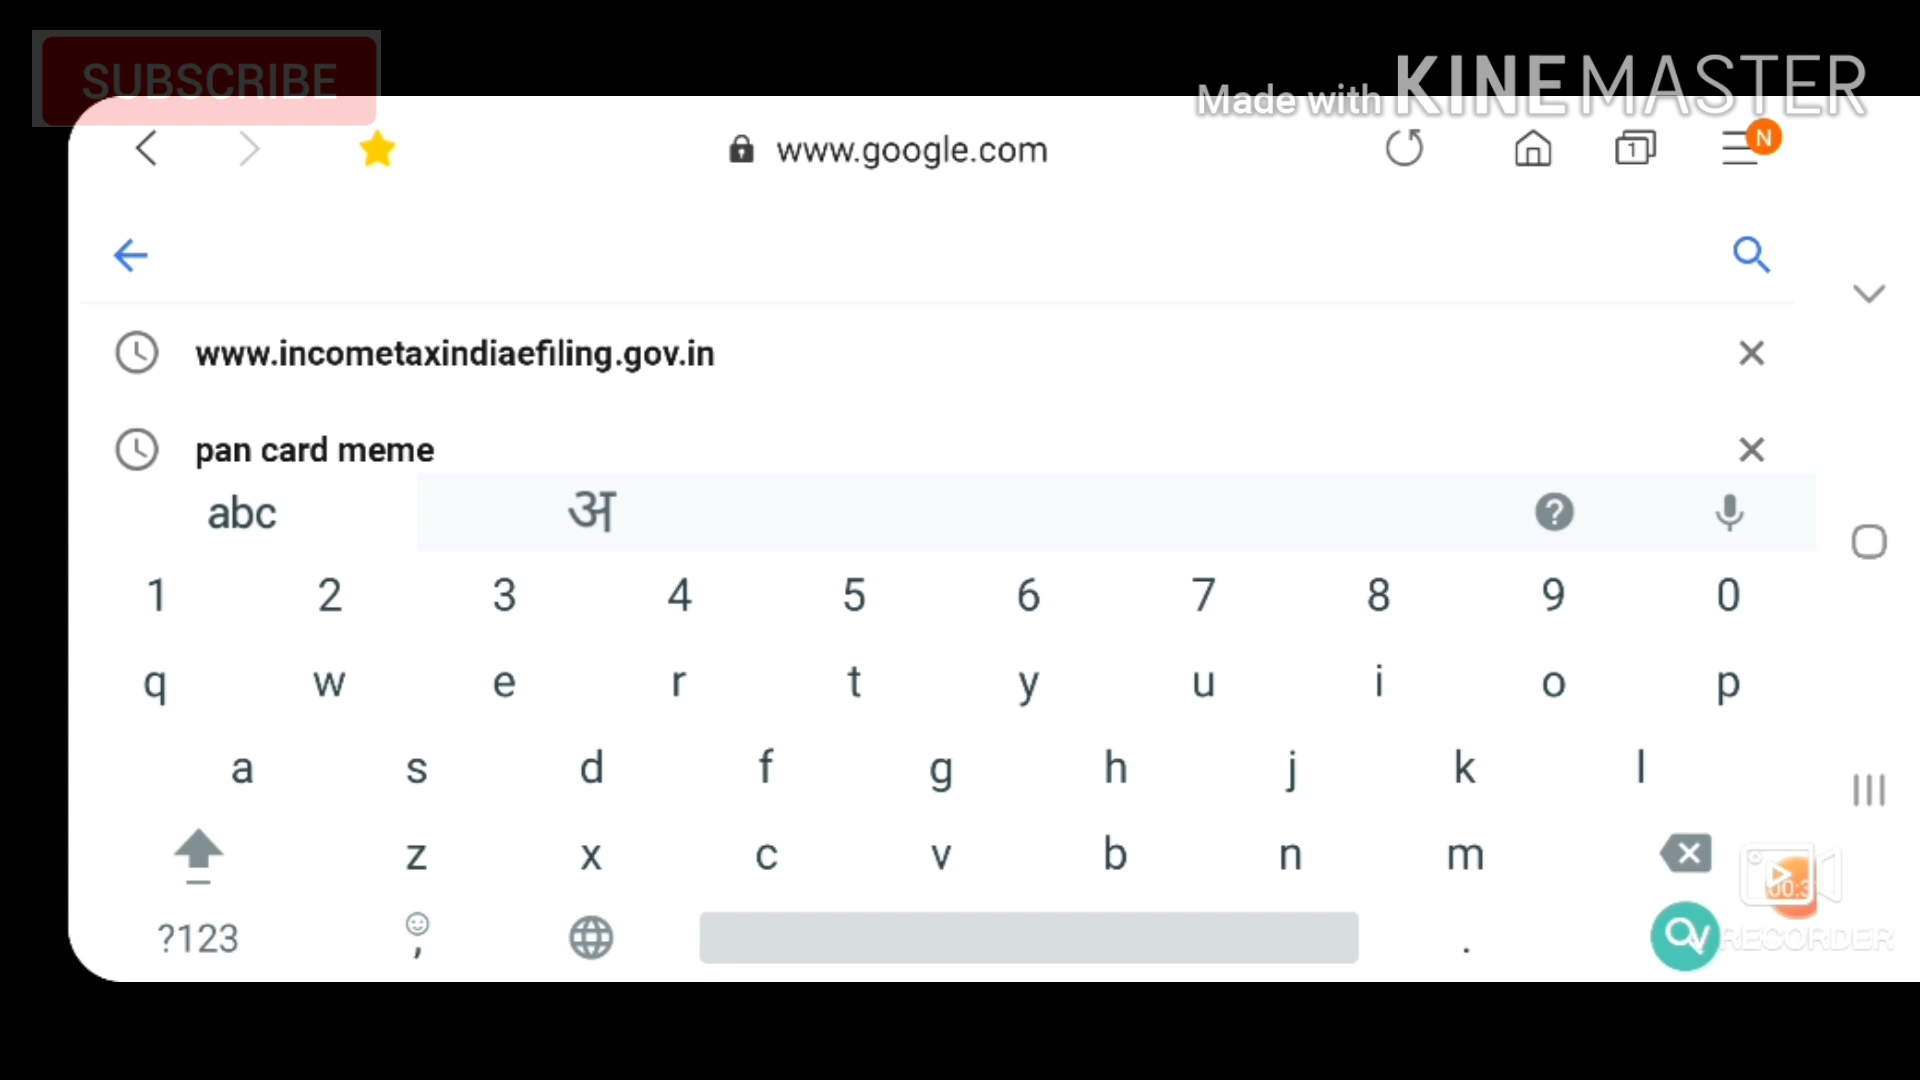 SUBSCRIBE
Made with KINEMASTER
www.google.com
1
N
www.incometaxindiaefiling.gov.in
pan card meme
abc अ ?
1 2 3 4 5 6 7 8 9 0
q w e r t y u i o p
a s d f g h j k l
z x c v b n m
?123 , .
RECORDER